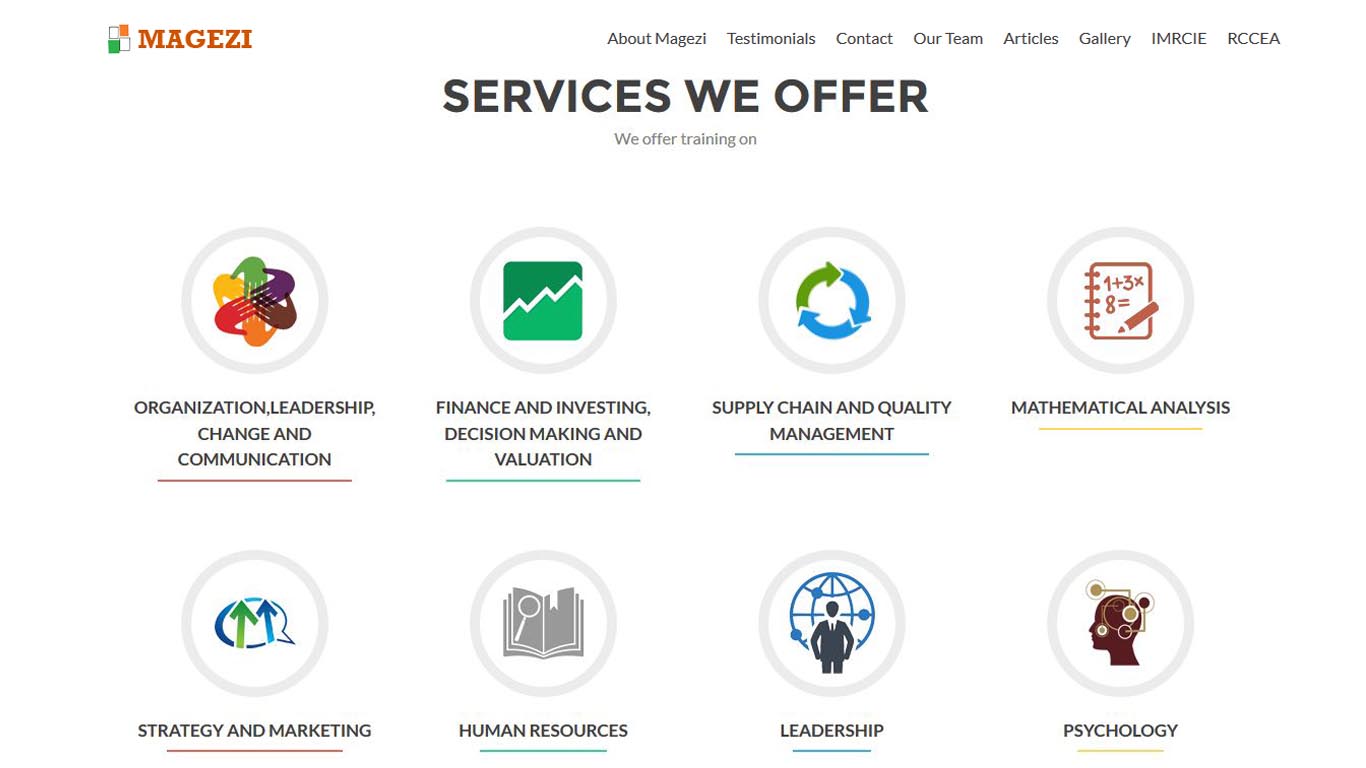 MAGEZI
About Magezi Testimonials Contact Our Team Articles Gallery IMRCIE RCCEA
SERVICES WE OFFER
We offer training on
1+3×
8=
ORGANIZATION,LEADERSHIP,
CHANGE AND
COMMUNICATION
FINANCE AND INVESTING,
DECISION MAKING AND
VALUATION
SUPPLY CHAIN AND QUALITY
MANAGEMENT
MATHEMATICAL ANALYSIS
STRATEGY AND MARKETING
HUMAN RESOURCES
LEADERSHIP
PSYCHOLOGY